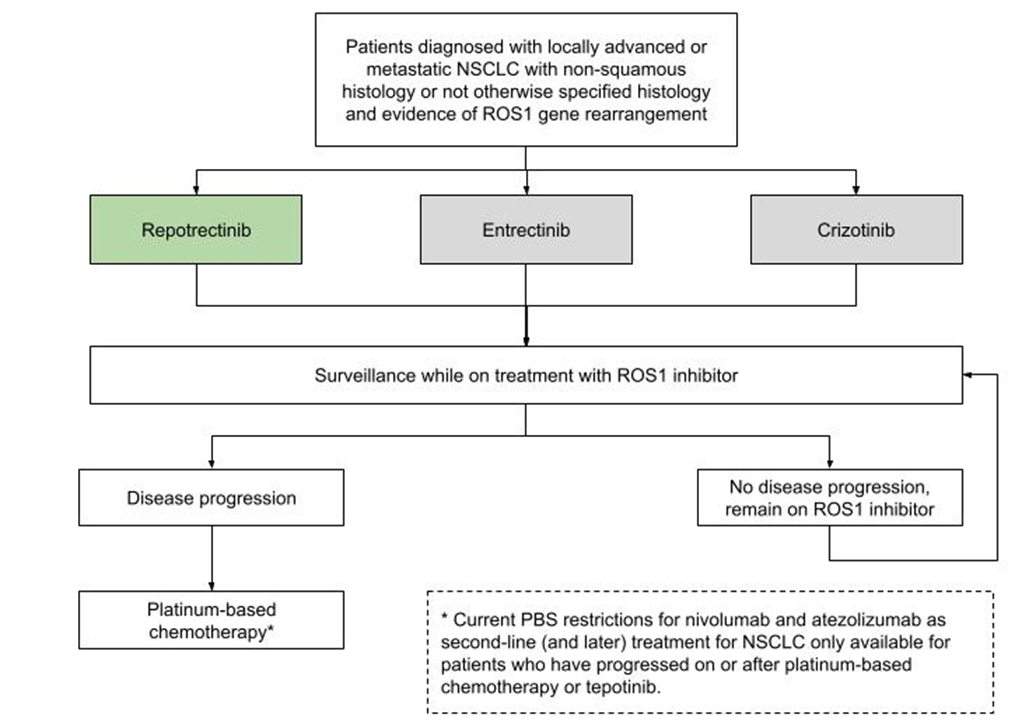 Patients diagnosed with locally advanced or
metastatic NSCLC with non-squamous
histology or not otherwise specified histology
and evidence of ROS1 gene rearrangement
Repotrectinib
Entrectinib
Crizotinib
Surveillance while on treatment with ROS1 inhibitor
Disease progression
No disease progression,
remain on ROS1 inhibitor
Platinum-based
chemotherapy*
* Current PBS restrictions for nivolumab and atezolizumab as
second-line (and later) treatment for NSCLC only available for
patients who have progressed on or after platinum-based
chemotherapy or tepotinib.